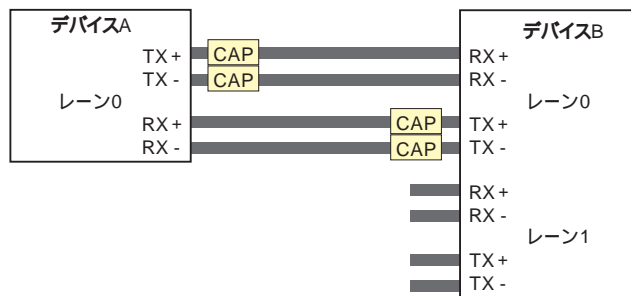 デバイスA
TX+
TX-
レーン0
RX+
RX-
CAP
CAP
CAP
CAP
デバイスB
RX+
RX-
レーン0
TX+
TX-
RX+
RX-
レーン1
TX+
TX-